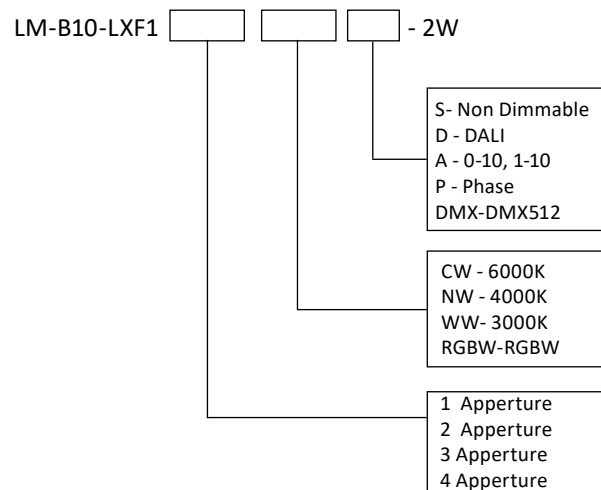 LM-B10-LXF1 - 2W
S- Non Dimmable
D - DALI
A - 0-10, 1-10
P - Phase
DMX-DMX512
CW - 6000K
NW - 4000K
WW- 3000K
RGBW-RGBW
1 Apperture
2 Apperture
3 Apperture
4 Apperture